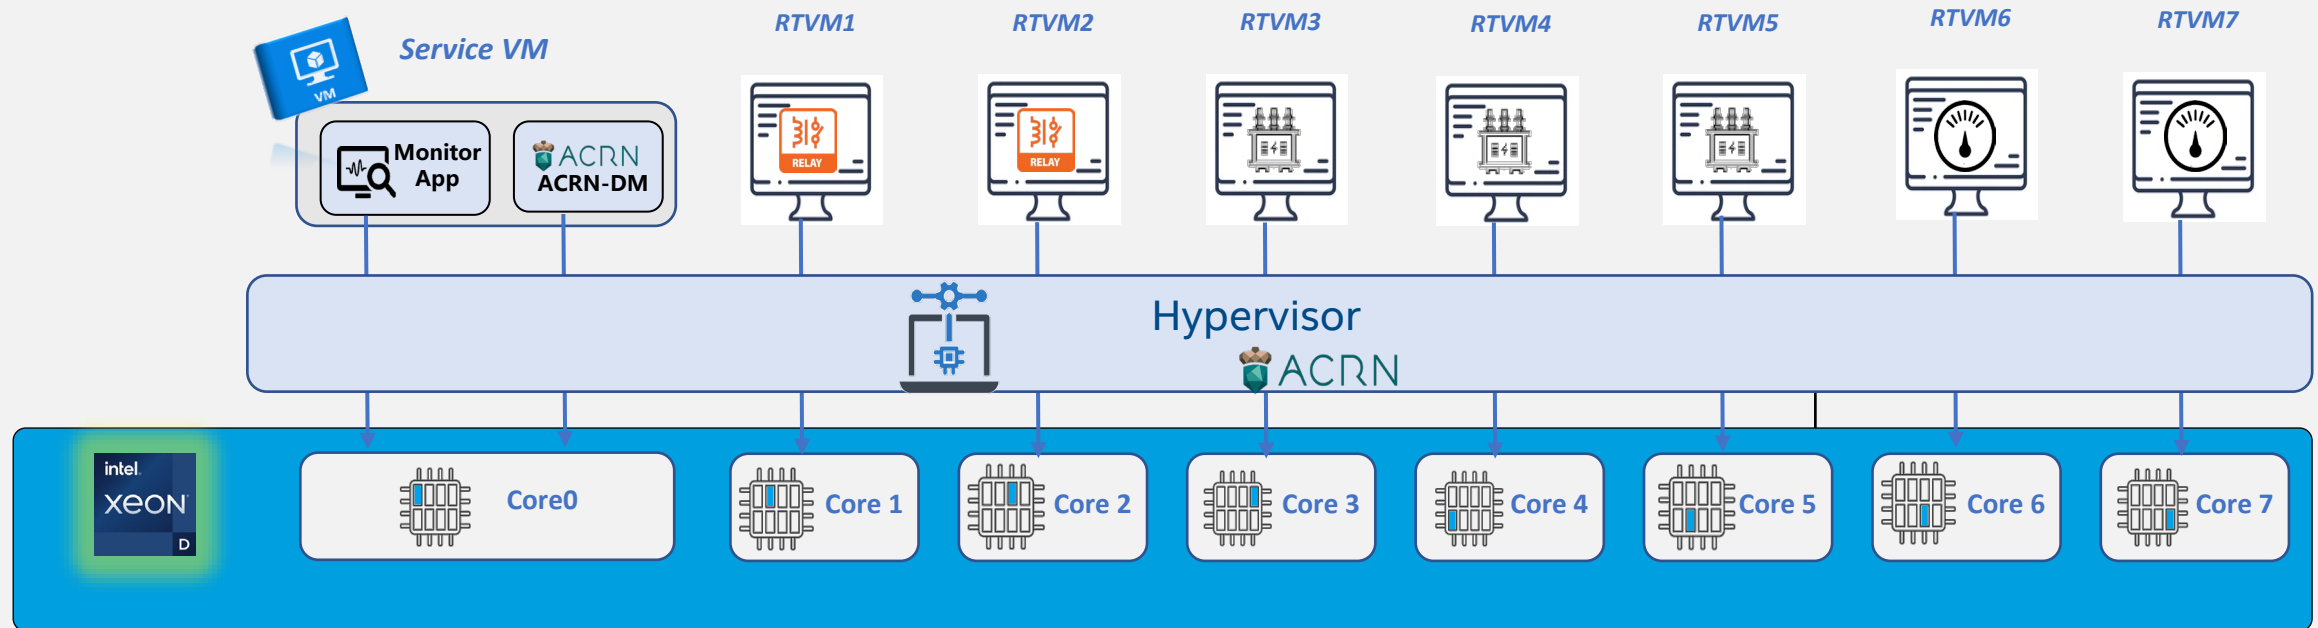 RTVM1
RTVM2
RTVM3
RTVM4
RTVM5
RTVM6
RTVM7
Service VM
VM
Monitor
App
ACRN
ACRN-DM
RELAY
RELAY
Hypervisor
ACRN
intel.
xeon
D
Core0
Core 1
Core 2
Core 3
Core 4
Core 5
Core 6
Core 7